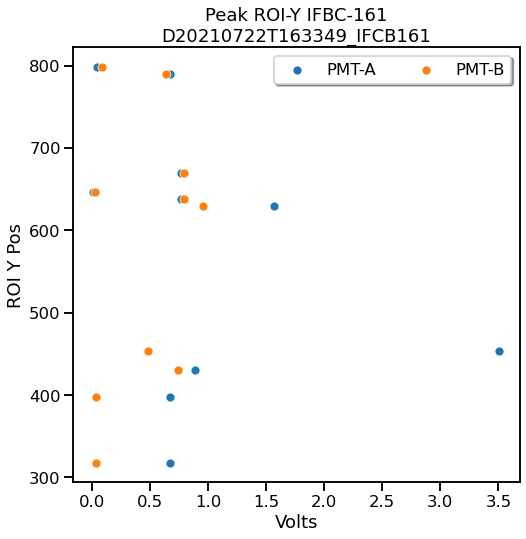 Peak ROI-Y IFBC-161
D20210722T163349_IFCB161
PMT-A PMT-B
800
700
600
500
400
300
ROI Y Pos
0.0 0.5 1.0 1.5 2.0 2.5 3.0 3.5
Volts